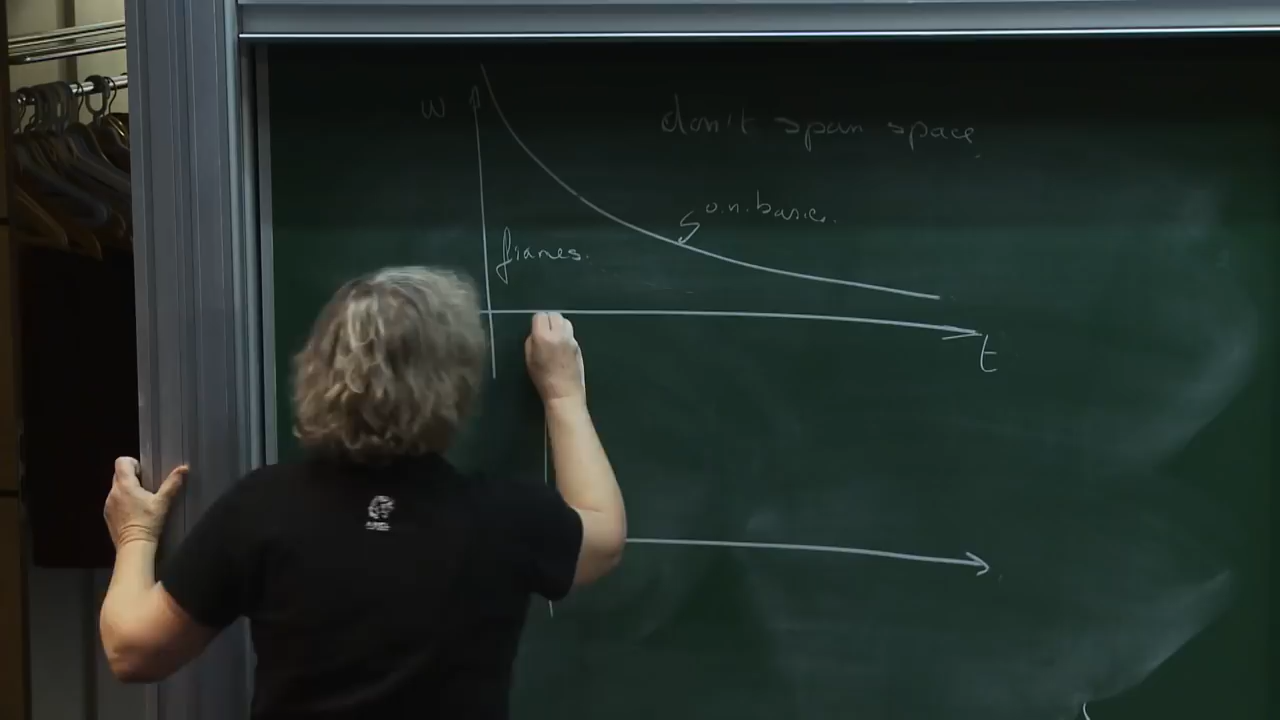 ω
don't span space
o.n. basis.
frames.
t